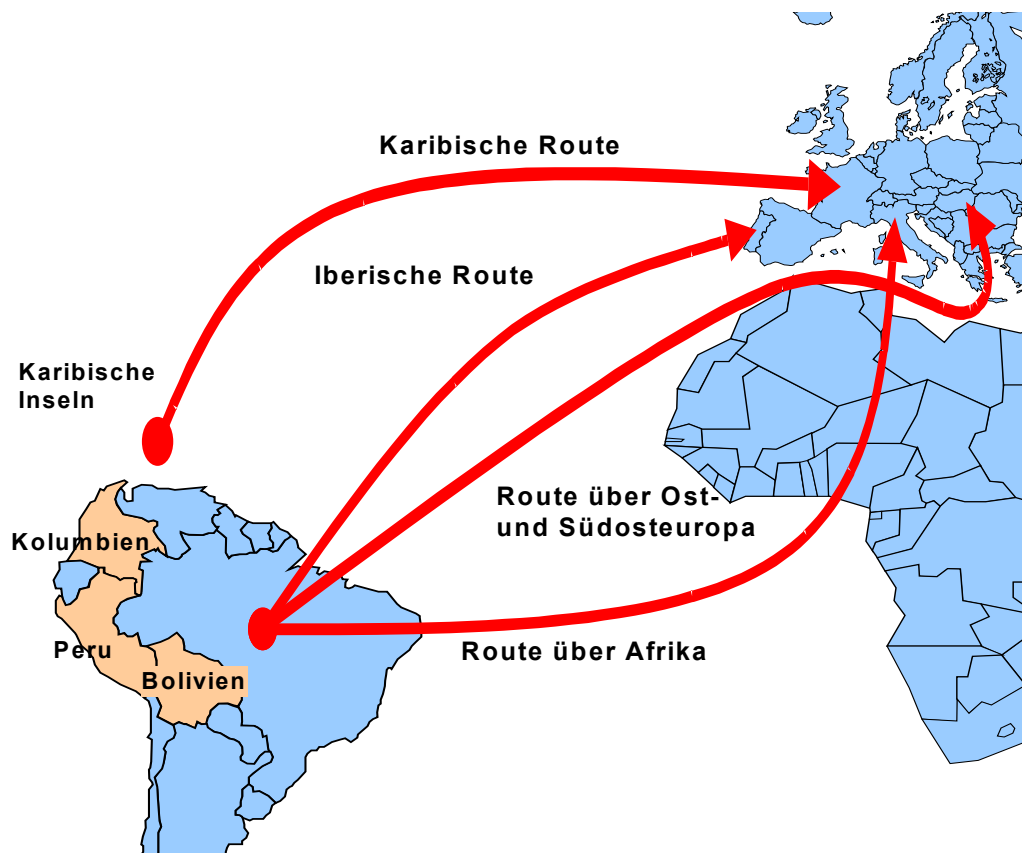 Karibische Route
Iberische Route
Karibische
Inseln
Route über Ost-
und Südosteuropa
Kolumbien
Peru
Bolivien
Route über Afrika